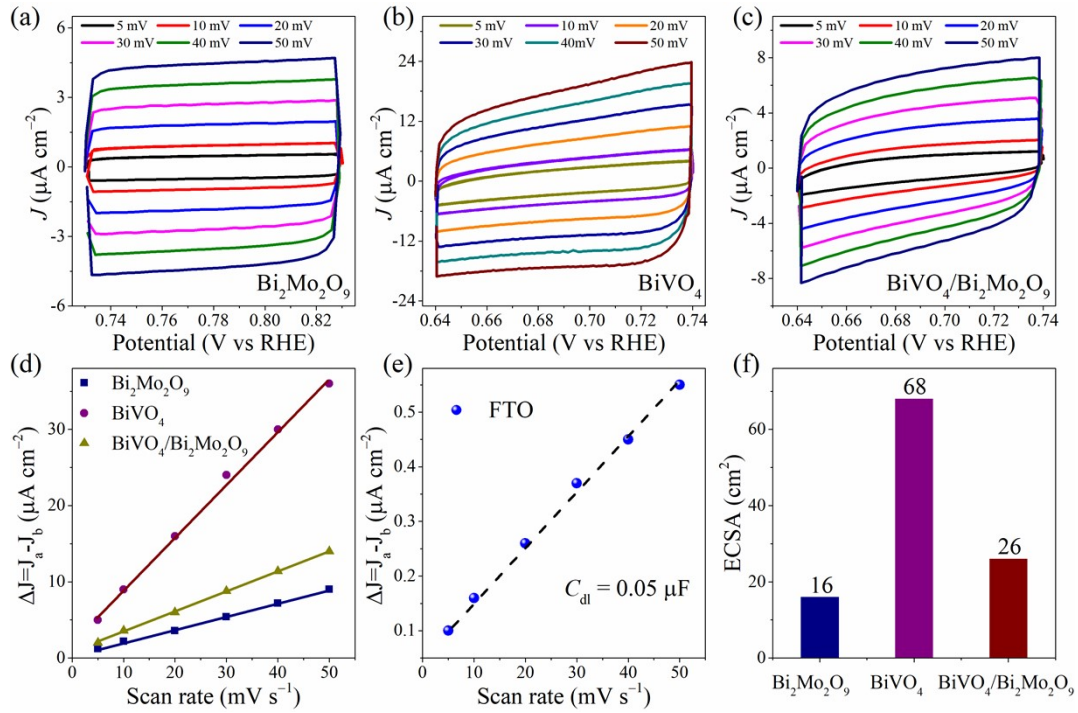 (a)
5 mV 10 mV 20 mV
30 mV 40 mV 50 mV
J (μA cm⁻²)
6
3
0
-3
-6
Bi₂Mo₂O₉
0.74 0.76 0.78 0.80 0.82
Potential (V vs RHE)
(b)
5 mV 10 mV 20 mV
30 mV 40mV 50 mV
J (μA cm⁻²)
24
12
0
-12
-24
BiVO₄
0.64 0.66 0.68 0.70 0.72 0.74
Potential (V vs RHE)
(c)
5 mV 10 mV 20 mV
30 mV 40 mV 50 mV
J (μA cm⁻²)
8
4
0
-4
-8
BiVO₄/Bi₂Mo₂O₉
0.64 0.66 0.68 0.70 0.72 0.74
Potential (V vs RHE)
(d)
Bi₂Mo₂O₉
BiVO₄
BiVO₄/Bi₂Mo₂O₉
ΔJ=Jₐ-J_b (μA cm⁻²)
30
20
10
0
0 10 20 30 40 50
Scan rate (mV s⁻¹)
(e)
FTO
ΔJ=Jₐ-J_b (μA cm⁻²)
0.5
0.4
0.3
0.2
0.1
C_dl = 0.05 μF
0 10 20 30 40 50
Scan rate (mV s⁻¹)
(f)
ECSA (cm²)
60
40
20
0
16
68
26
Bi₂Mo₂O₉ BiVO₄ BiVO₄/Bi₂Mo₂O₉